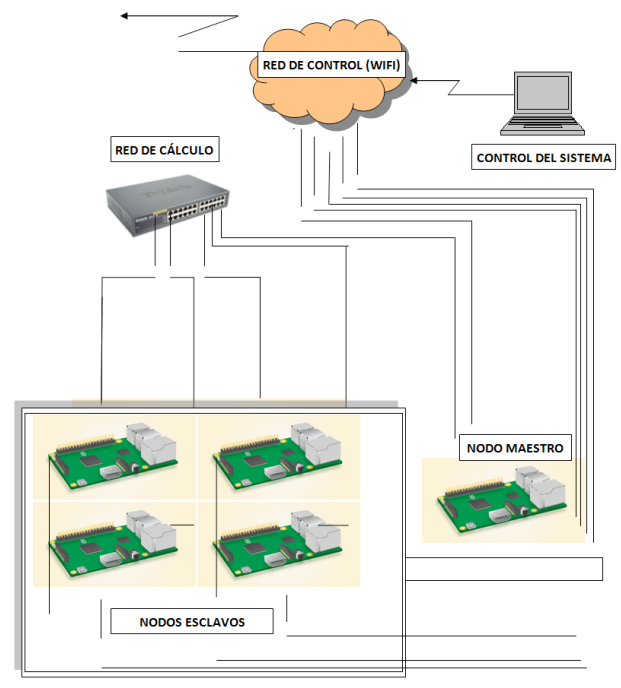 RED DE CONTROL (WIFI)
RED DE CÁLCULO
CONTROL DEL SISTEMA
NODO MAESTRO
NODOS ESCLAVOS